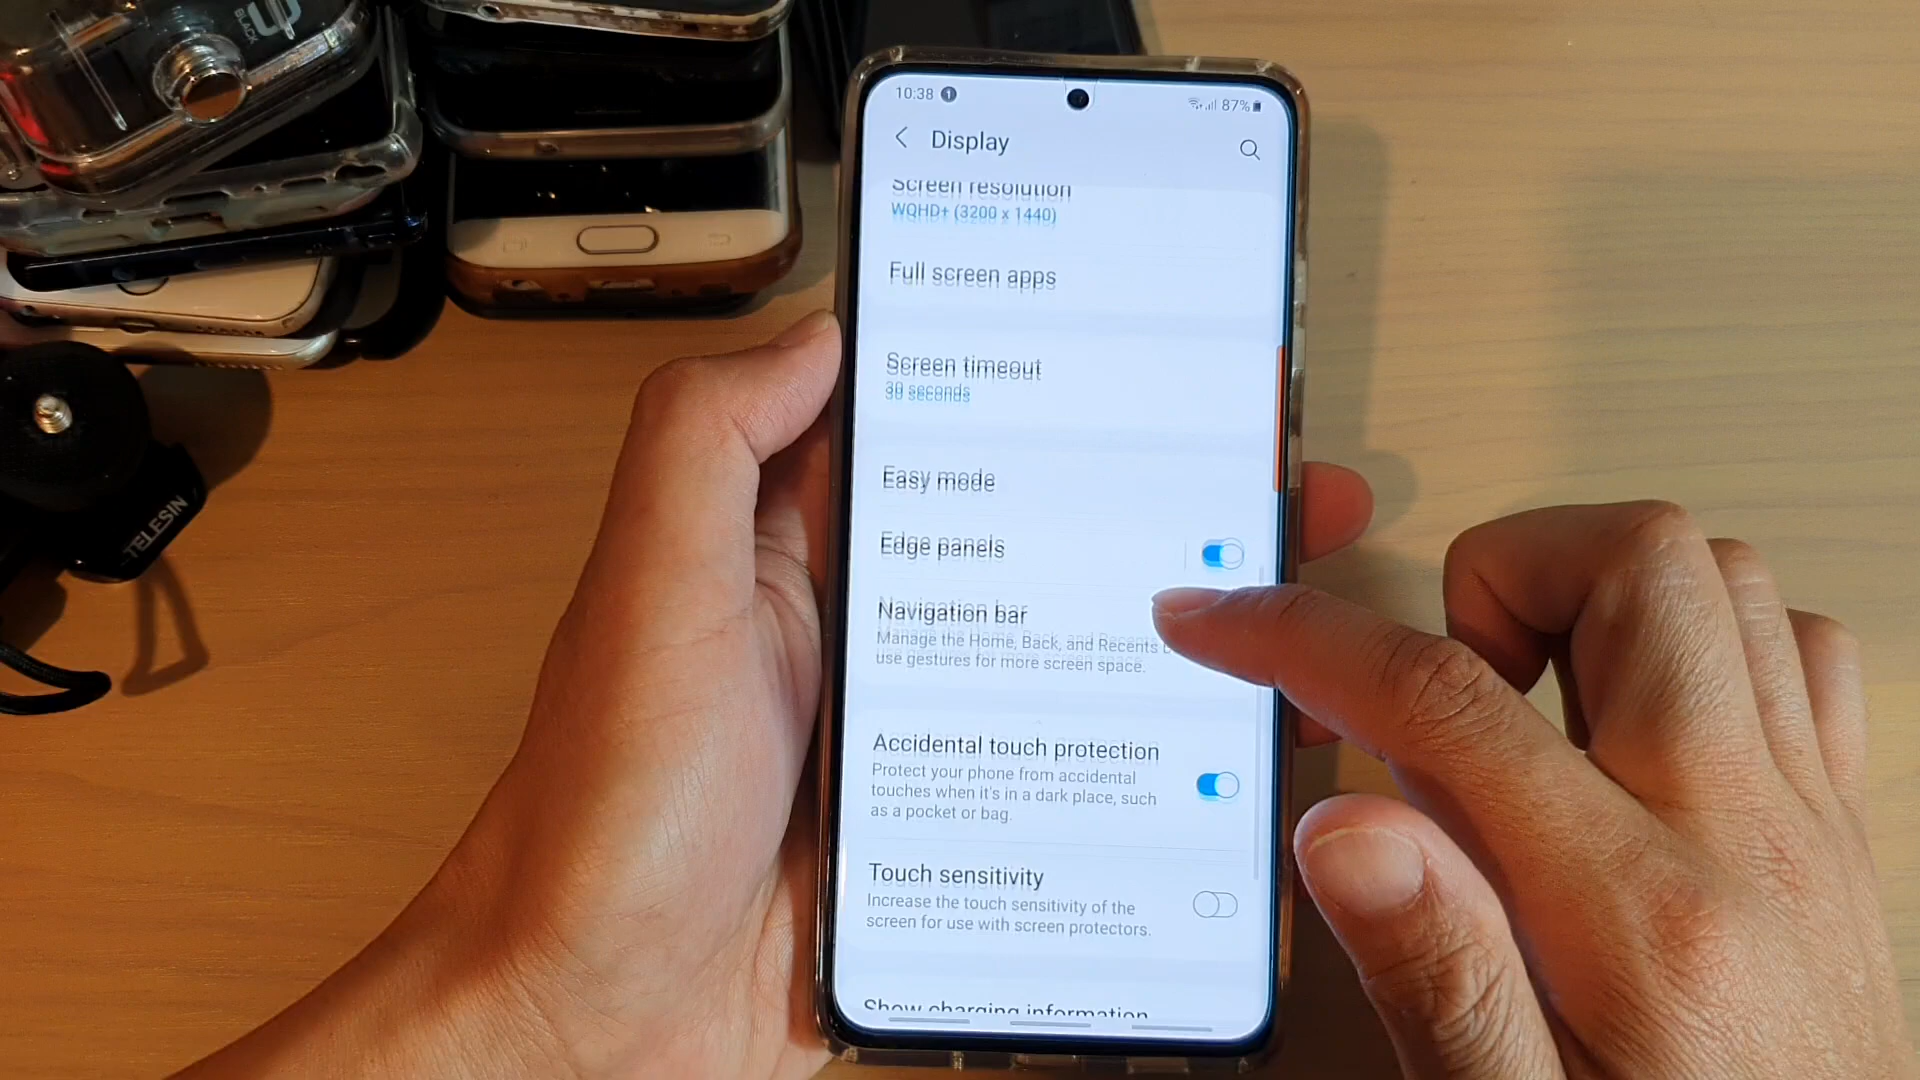 BLACK
TELESIN
10:38 1
87%
Display
Screen resolution
WQHD+ (3200 x 1440)
Full screen apps
Screen timeout
30 seconds
Easy mode
Edge panels
Navigation bar
Manage the Home, Back, and Recents
use gestures for more screen space.
Accidental touch protection
Protect your phone from accidental
touches when it's in a dark place, such
as a pocket or bag.
Touch sensitivity
Increase the touch sensitivity of the
screen for use with screen protectors.
Show charging information